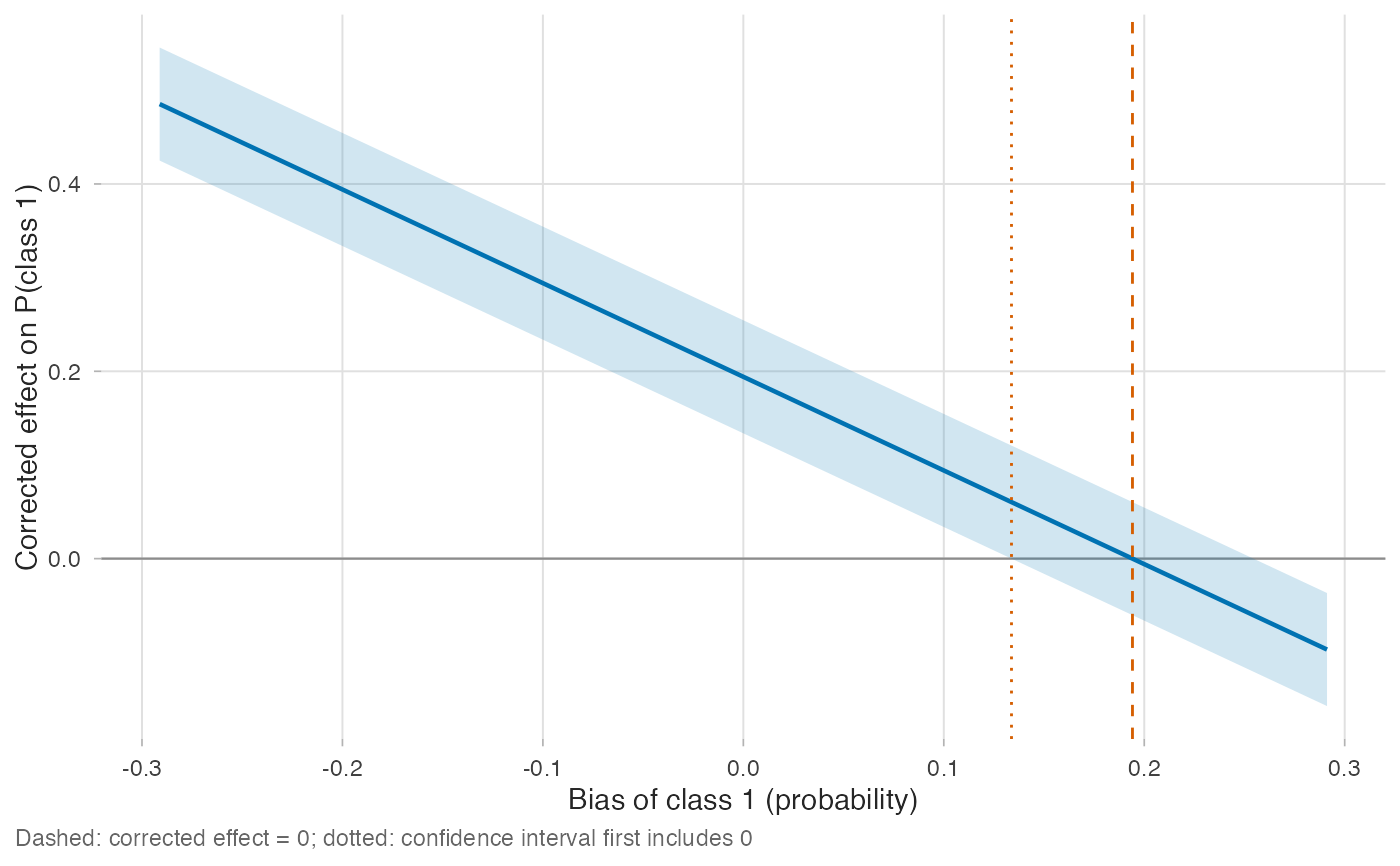 Corrected effect on P(class 1)
0.4
0.2
0.0
-0.3 -0.2 -0.1 0.0 0.1 0.2 0.3
Bias of class 1 (probability)
Dashed: corrected effect = 0; dotted: confidence interval first includes 0